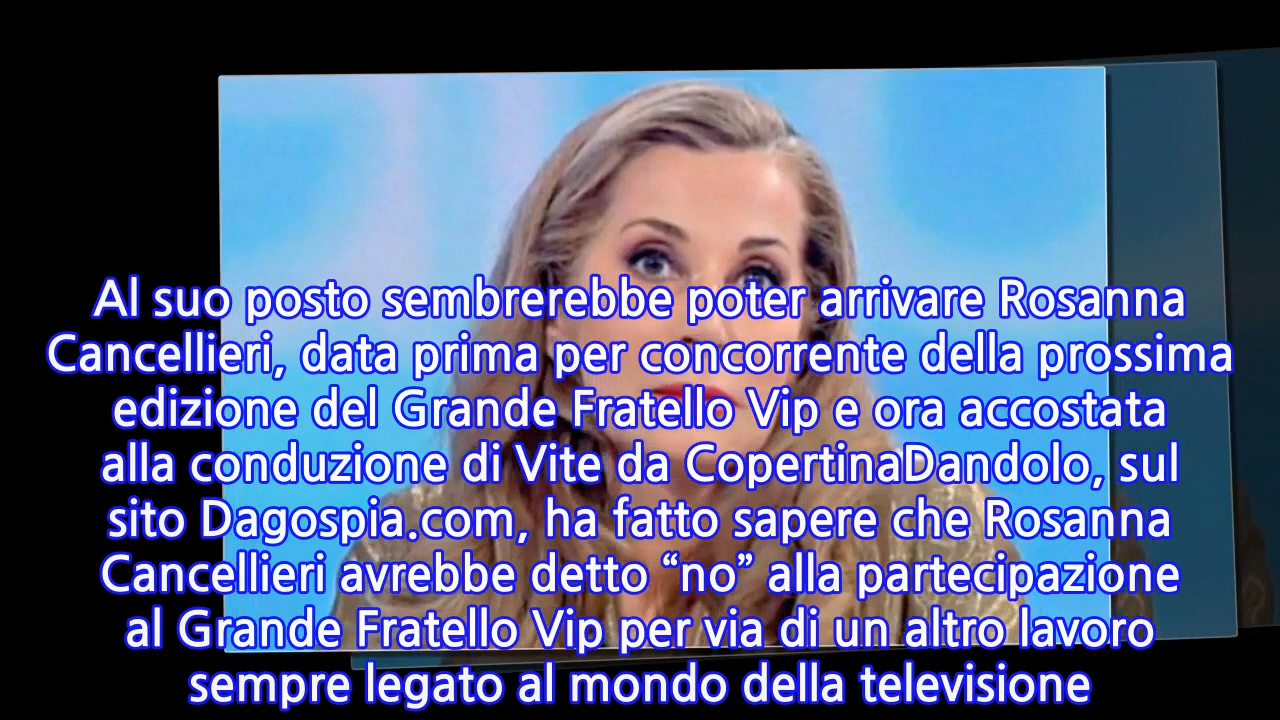 Al suo posto sembrerebbe poter arrivare Rosanna
Cancellieri, data prima per concorrente della prossima
edizione del Grande Fratello Vip e ora accostata
alla conduzione di Vite da CopertinaDandolo, sul
sito Dagospia.com, ha fatto sapere che Rosanna
Cancellieri avrebbe detto “no” alla partecipazione
al Grande Fratello Vip per via di un altro lavoro
sempre legato al mondo della televisione